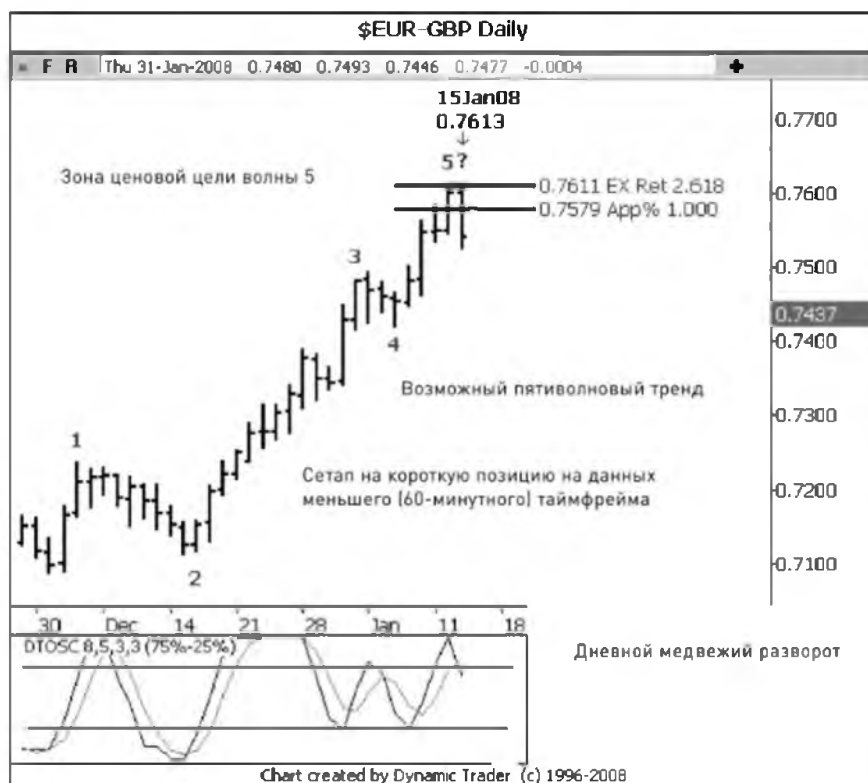 $EUR-GBP Daily
F R Thu 31-Jan-2008 0.7480 0.7493 0.7446 0.7477 -0.0004
15Jan08
0.7613
0.7700
5?
Зона ценовой цели волны 5
0.7611 EX Ret 2.618
0.7600
0.7579 App% 1.000
3
0.7500
0.7437
4
0.7400
Возможный пятиволновый тренд
0.7300
1
Сетап на короткую позицию на данных
меньшего (60-минутного) таймфрейма
0.7200
2
0.7100
30 Dec 14 21 28 Jan 11 18
DTOSC 8,5,3,3 (75%-25%)
Дневной медвежий разворот
Chart created by Dynamic Trader (c) 1996-2008